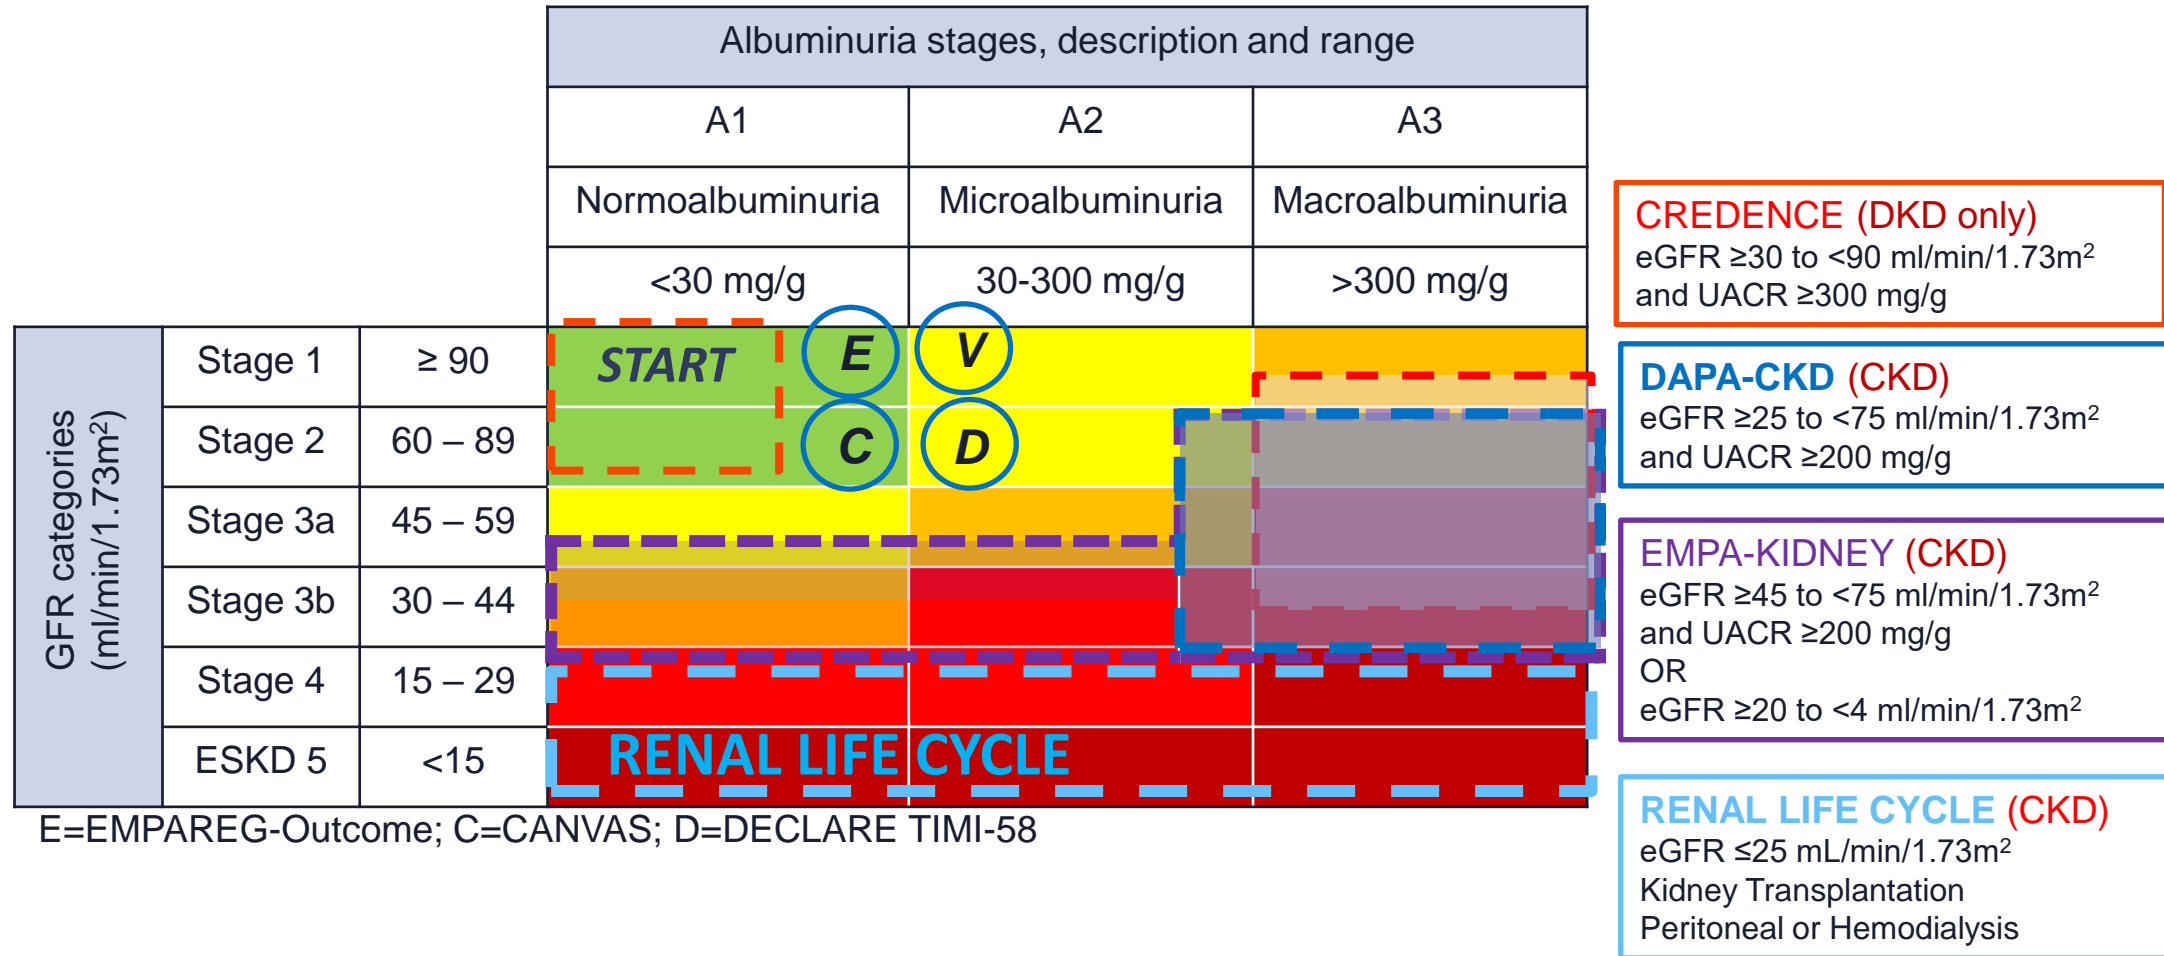 Albuminuria stages, description and range
A1
A2
A3
Normoalbuminuria
Microalbuminuria
Macroalbuminuria
<30 mg/g
30-300 mg/g
>300 mg/g
GFR categories
(ml/min/1.73m²)
Stage 1
≥ 90
START
E
V
Stage 2
60 – 89
C
D
Stage 3a
45 – 59
Stage 3b
30 – 44
Stage 4
15 – 29
ESKD 5
<15
RENAL LIFE CYCLE
E=EMPAREG-Outcome; C=CANVAS; D=DECLARE TIMI-58
CREDENCE (DKD only)
eGFR ≥30 to <90 ml/min/1.73m²
and UACR ≥300 mg/g
DAPA-CKD (CKD)
eGFR ≥25 to <75 ml/min/1.73m²
and UACR ≥200 mg/g
EMPA-KIDNEY (CKD)
eGFR ≥45 to <75 ml/min/1.73m²
and UACR ≥200 mg/g
OR
eGFR ≥20 to <4 ml/min/1.73m²
RENAL LIFE CYCLE (CKD)
eGFR ≤25 mL/min/1.73m²
Kidney Transplantation
Peritoneal or Hemodialysis